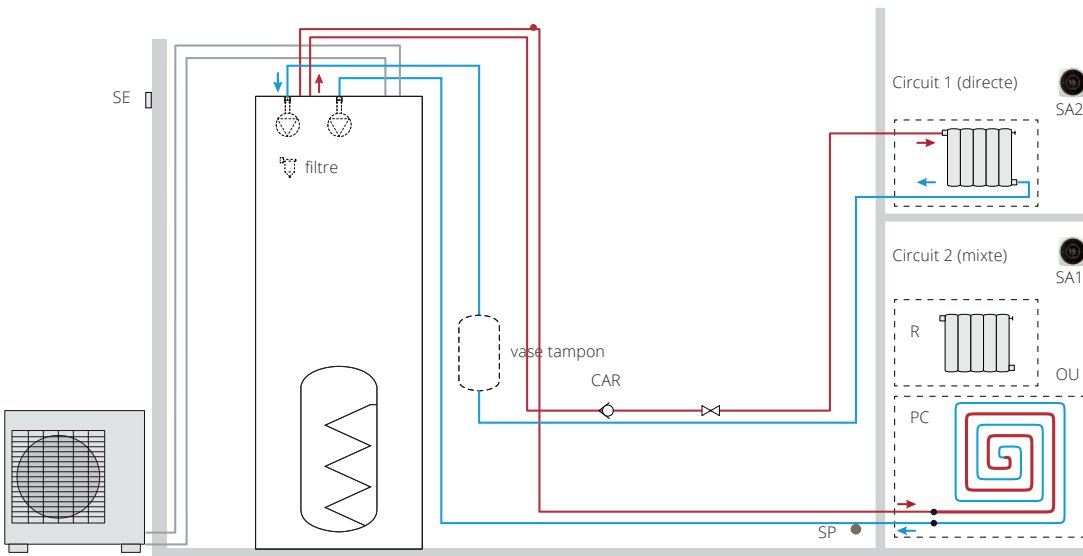 SE
Circuit 1 (directe)
SA2
filtre
Circuit 2 (mixte)
SA1
R
vase tampon
CAR
OU
PC
SP